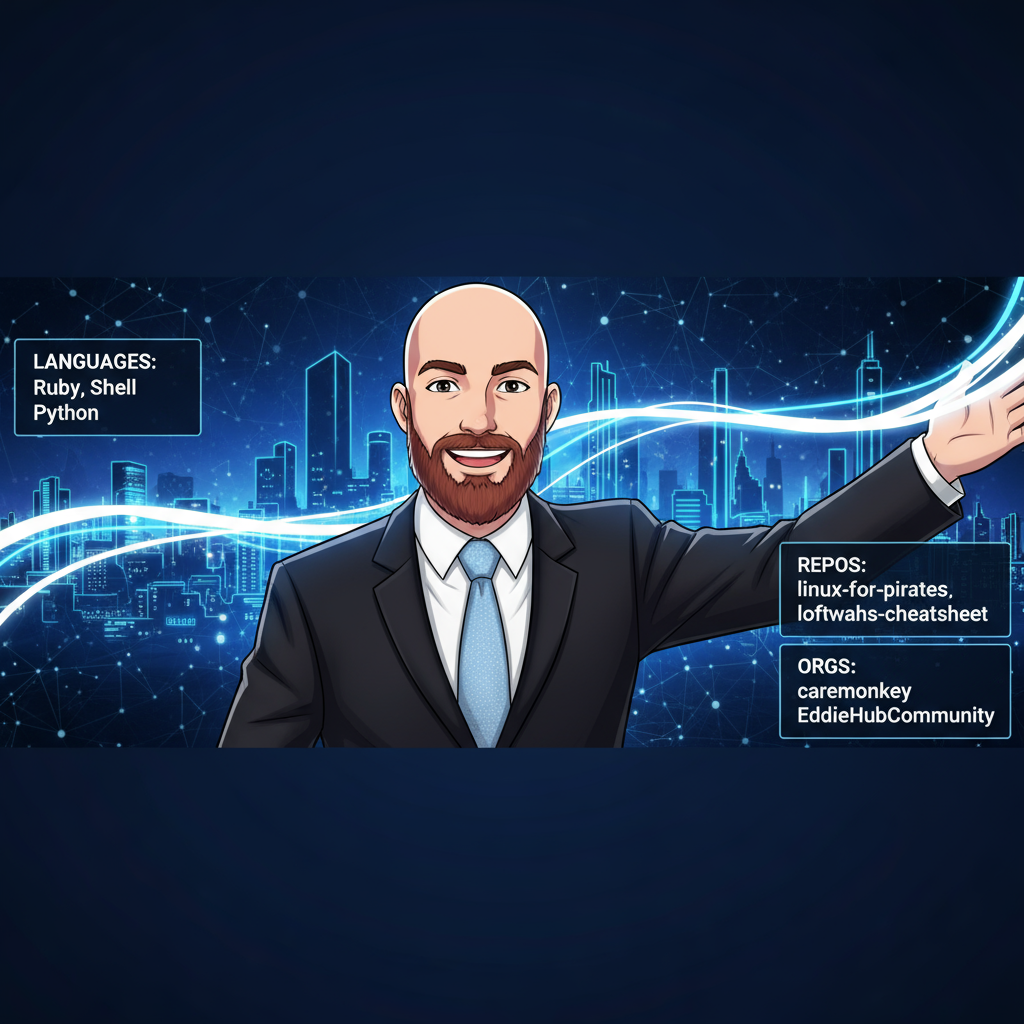 LANGUAGES:
Ruby, Shell
Python
REPOS:
linux-for-pirates,
loftwahs-cheatsheet
ORGS:
caremonkey
EddieHubCommunity